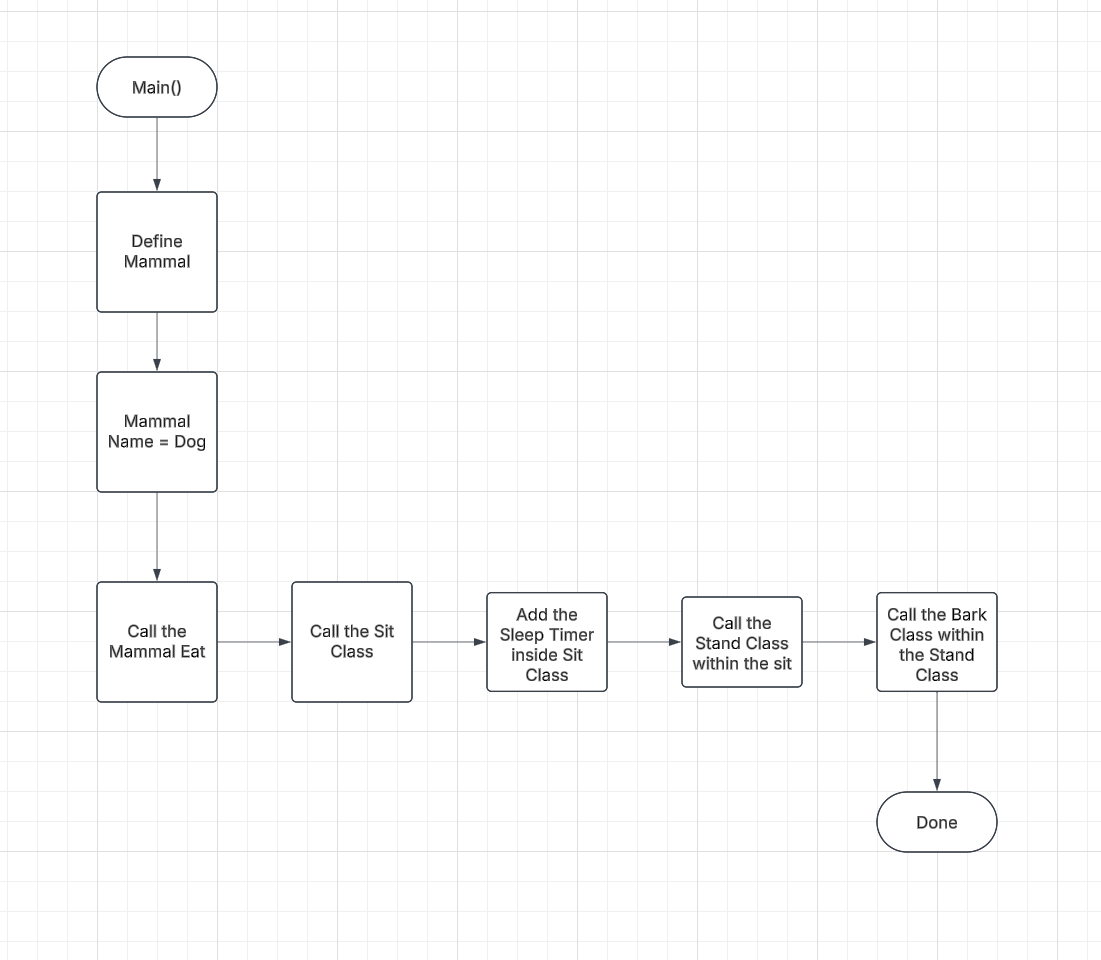 Main()
Define
Mammal
Mammal
Name = Dog
Call the
Mammal Eat
Call the Sit
Class
Add the
Sleep Timer
inside Sit
Class
Call the
Stand Class
within the sit
Call the Bark
Class within
the Stand
Class
Done